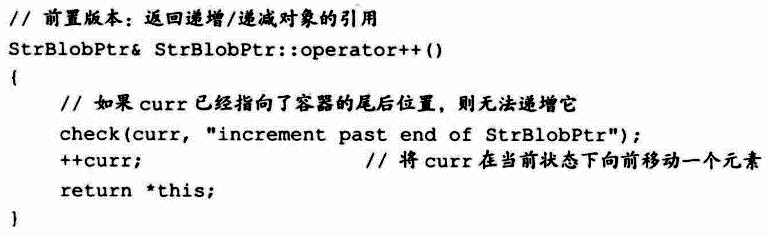 // 前置版本：返回递增/递减对象的引用
StrBlobPtr& StrBlobPtr::operator++()
{
// 如果 curr 已经指向了容器的尾后位置，则无法递增它
check(curr, "increment past end of StrBlobPtr");
++curr; // 将 curr 在当前状态下向前移动一个元素
return *this;
}